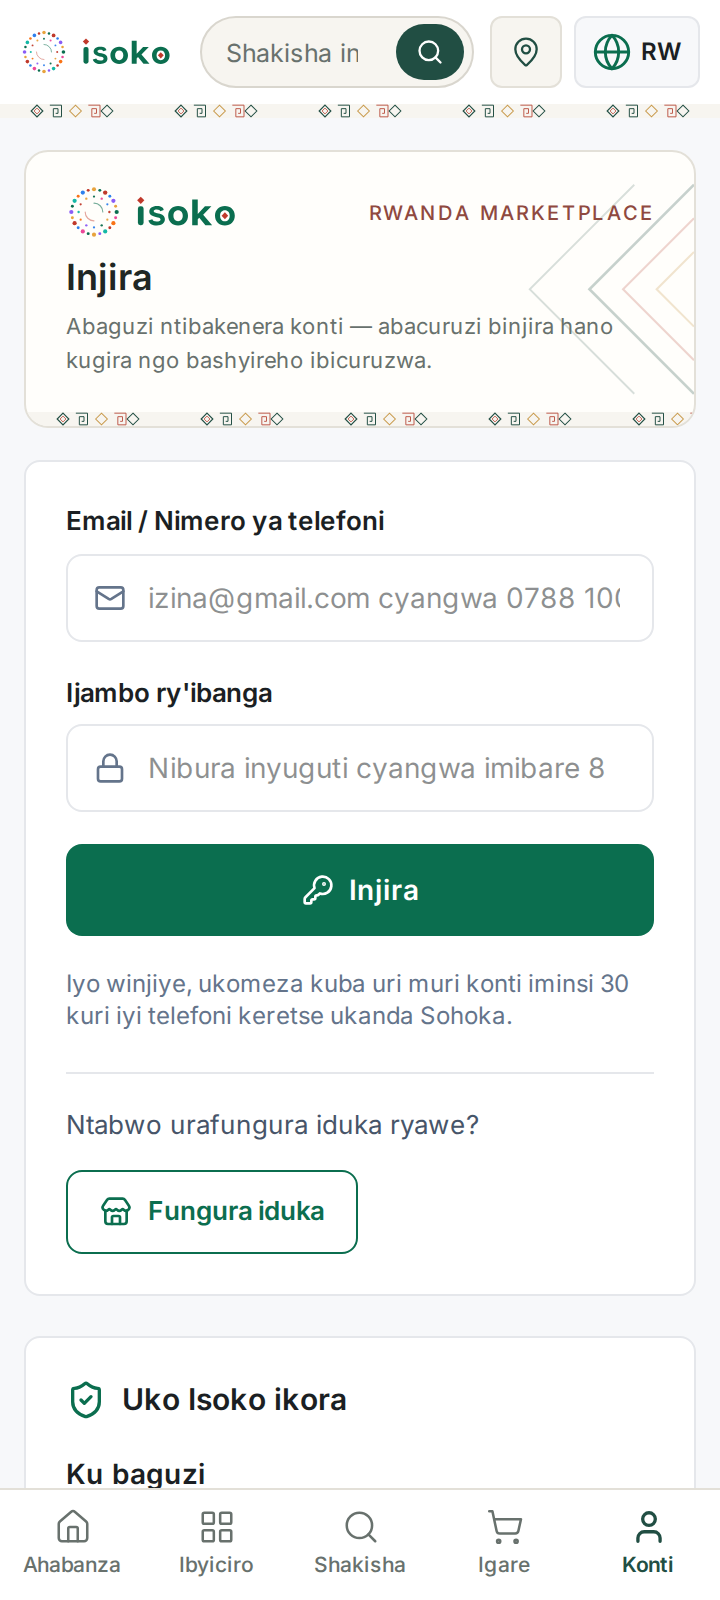 isoko
Shakisha in
RW
isoko
RWANDA MARKETPLACE
Injira
Abaguzi ntibakenera konti — abacuruzi binjira hano
kugira ngo bashyireho ibicuruzwa.
Email / Nimero ya telefoni
izina@gmail.com cyangwa 0788 100
Ijambo ry'ibanga
Nibura inyuguti cyangwa imibare 8
Injira
Iyo winjiye, ukomeza kuba uri muri konti iminsi 30
kuri iyi telefoni keretse ukanda Sohoka.
Ntabwo urafungura iduka ryawe?
Fungura iduka
Uko Isoko ikora
Ku baguzi
Ahabanza
Ibyiciro
Shakisha
Igare
Konti